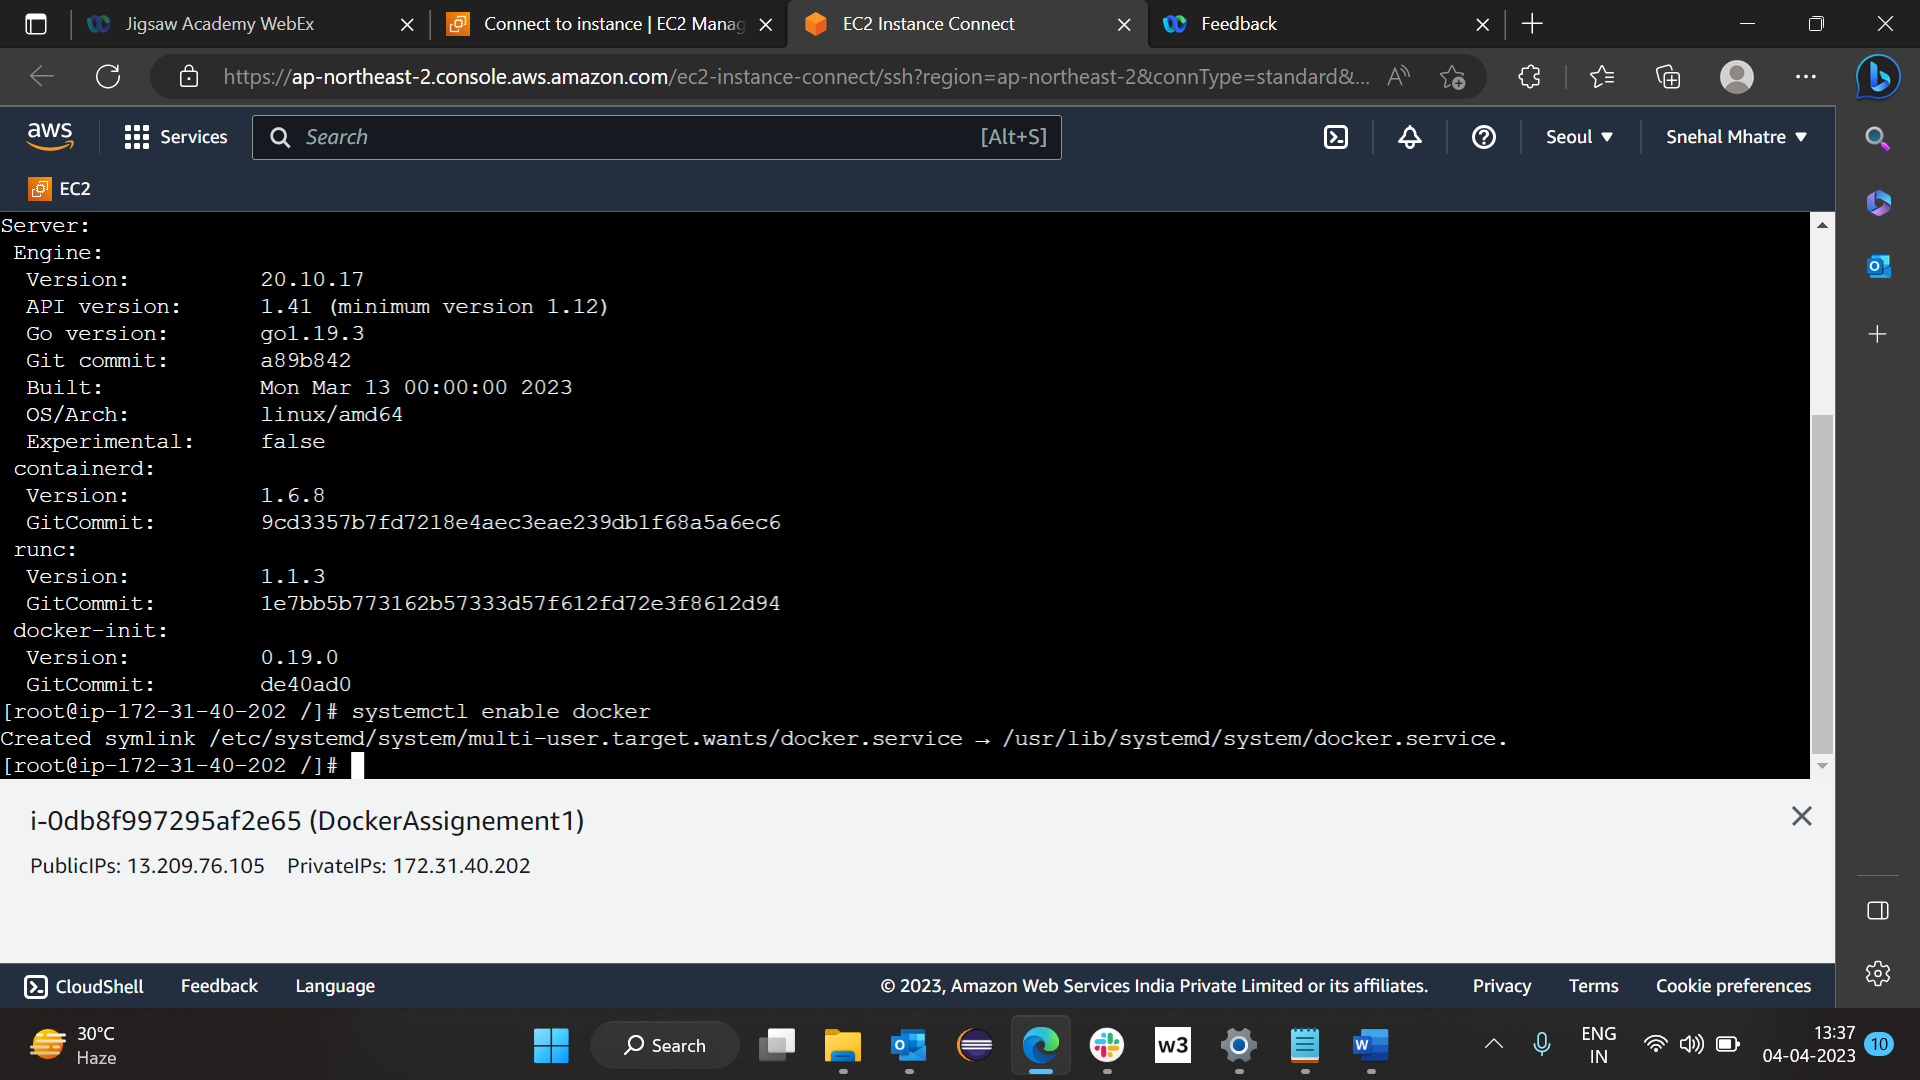 Jigsaw Academy WebEx
Connect to instance | EC2 Manag
EC2 Instance Connect
Feedback
https://ap-northeast-2.console.aws.amazon.com/ec2-instance-connect/ssh?region=ap-northeast-2&connType=standard&...
aws
Services
Search
[Alt+S]
Seoul
Snehal Mhatre
EC2
Server:
Engine:
Version: 20.10.17
API version: 1.41 (minimum version 1.12)
Go version: go1.19.3
Git commit: a89b842
Built: Mon Mar 13 00:00:00 2023
OS/Arch: linux/amd64
Experimental: false
containerd:
Version: 1.6.8
GitCommit: 9cd3357b7fd7218e4aec3eae239db1f68a5a6ec6
runc:
Version: 1.1.3
GitCommit: 1e7bb5b773162b57333d57f612fd72e3f8612d94
docker-init:
Version: 0.19.0
GitCommit: de40ad0
[root@ip-172-31-40-202 /]# systemctl enable docker
Created symlink /etc/systemd/system/multi-user.target.wants/docker.service → /usr/lib/systemd/system/docker.service.
[root@ip-172-31-40-202 /]#
i-0db8f997295af2e65 (DockerAssignement1)
PublicIPs: 13.209.76.105 PrivateIPs: 172.31.40.202
CloudShell
Feedback
Language
© 2023, Amazon Web Services India Private Limited or its affiliates.
Privacy
Terms
Cookie preferences
30°C
Haze
Search
w3
ENG
IN
13:37
04-04-2023
10